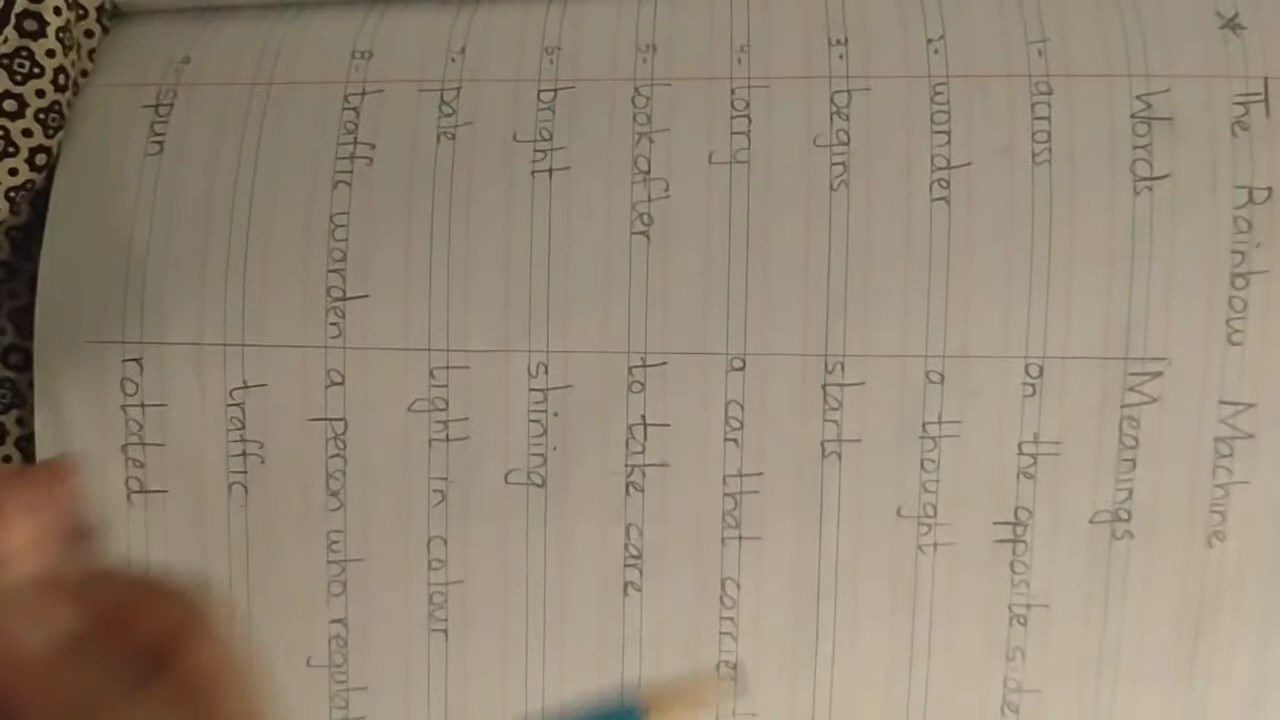 * The Rainbow Machine
Words Meanings
1- across on the opposite side
2- wonder a thought
3- begins starts
4- lorry a car that carries
5- look after to take care
6- bright shining
7- pale light in colour
8- traffic warden a person who regulat
traffic
9- spun rotated